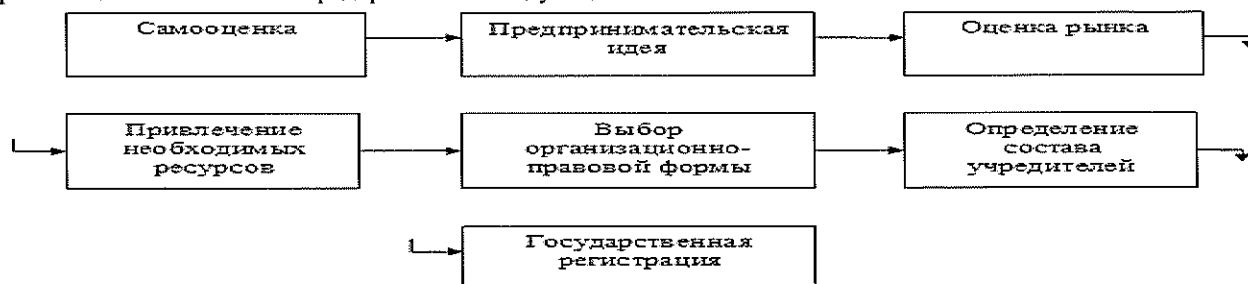 Самооценка
Предпринимательская
идея
Оценка рынка
Привлечение
необходимых
ресурсов
Выбор
организационно-
правовой формы
Определение
состава
учредителей
Государственная
регистрация